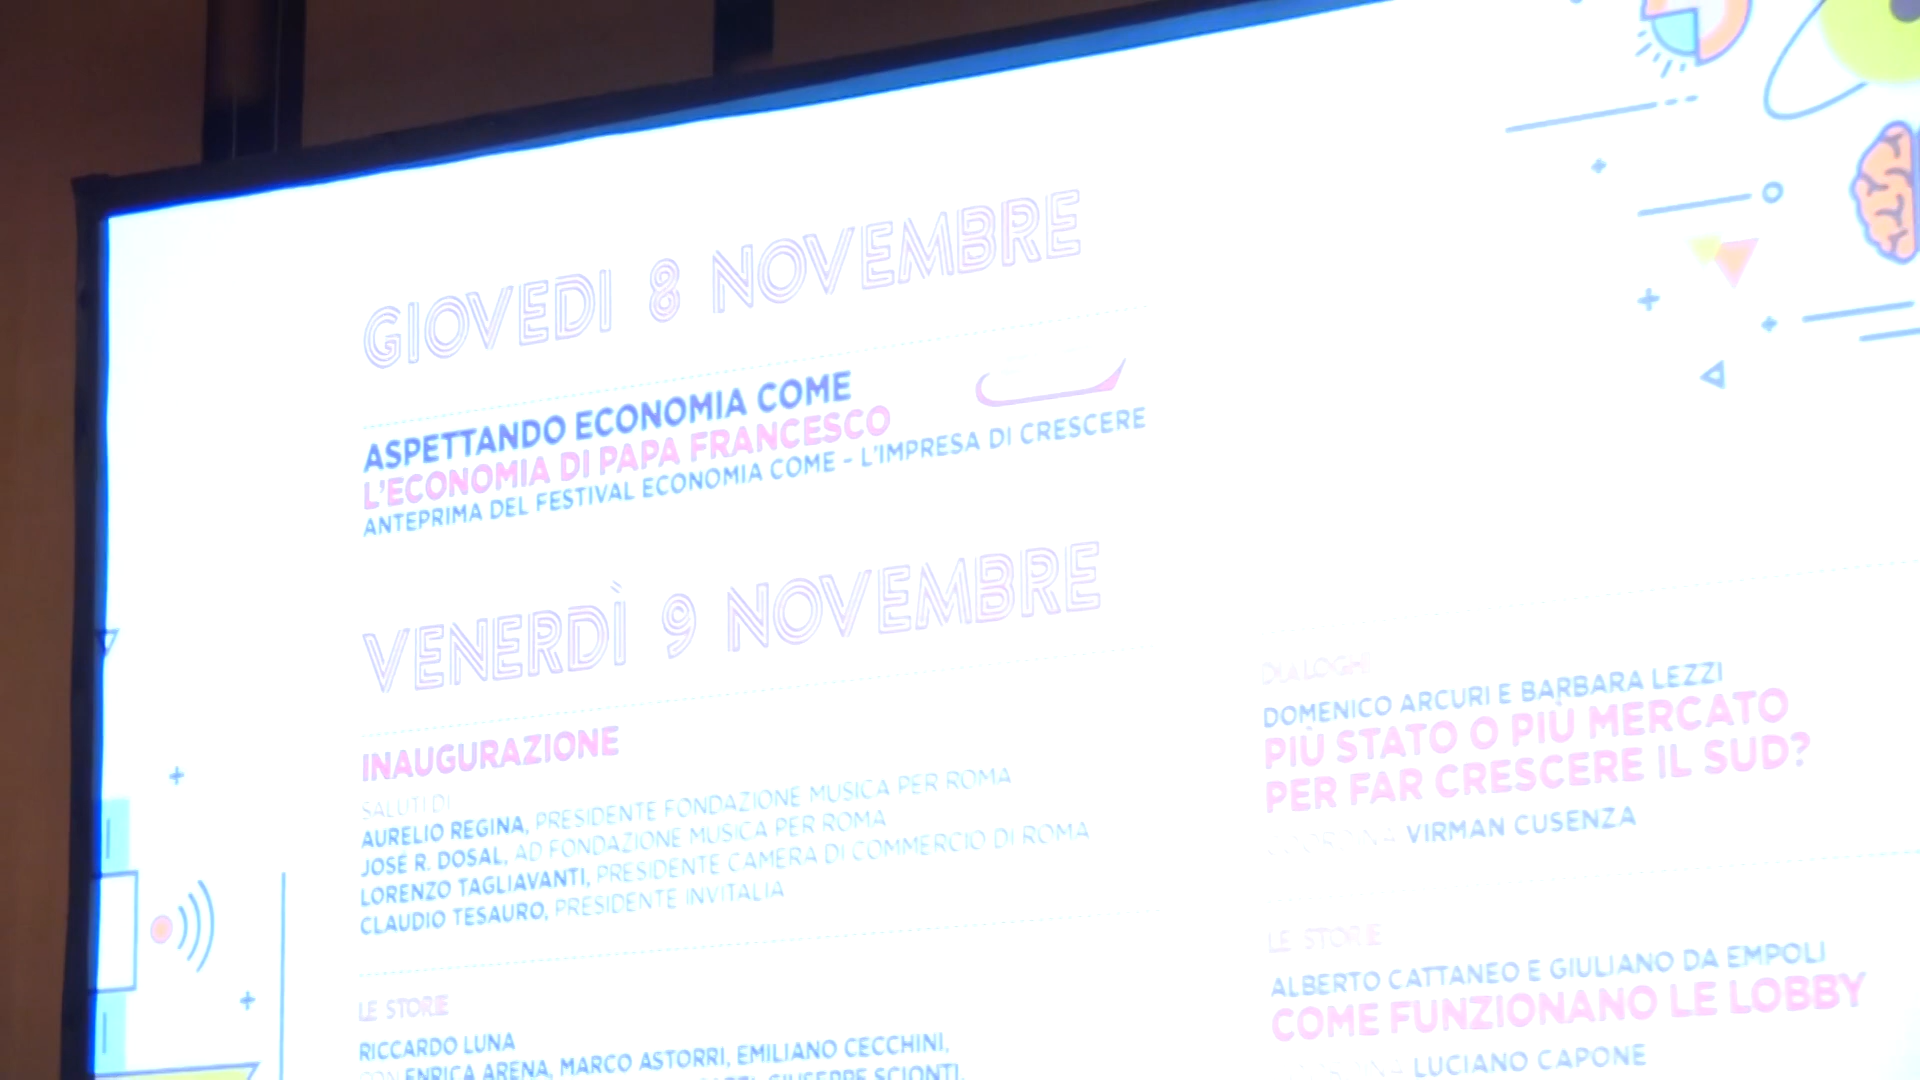 GIOVEDI 8 NOVEMBRE
ASPETTANDO ECONOMIA COME
L'ECONOMIA DI PAPA FRANCESCO
ANTEPRIMA DEL FESTIVAL ECONOMIA COME – L'IMPRESA DI CRESCERE
VENERDÌ 9 NOVEMBRE
INAUGURAZIONE
SALUTI DI
AURELIO REGINA, PRESIDENTE FONDAZIONE MUSICA PER ROMA
JOSÉ R. DOSAL, AD FONDAZIONE MUSICA PER ROMA
LORENZO TAGLIAVANTI, PRESIDENTE CAMERA DI COMMERCIO DI ROMA
CLAUDIO TESAURO, PRESIDENTE INVITALIA
LE STORIE
RICCARDO LUNA
CON ENRICA ARENA, MARCO ASTORRI, EMILIANO CECCHINI,
GIUSEPPE SCIONTI,
DIALOGHI
DOMENICO ARCURI E BARBARA LEZZI
PIÙ STATO O PIÙ MERCATO
PER FAR CRESCERE IL SUD?
VIRMAN CUSENZA
LE STORIE
ALBERTO CATTANEO E GIULIANO DA EMPOLI
COME FUNZIONANO LE LOBBY
LUCIANO CAPONE